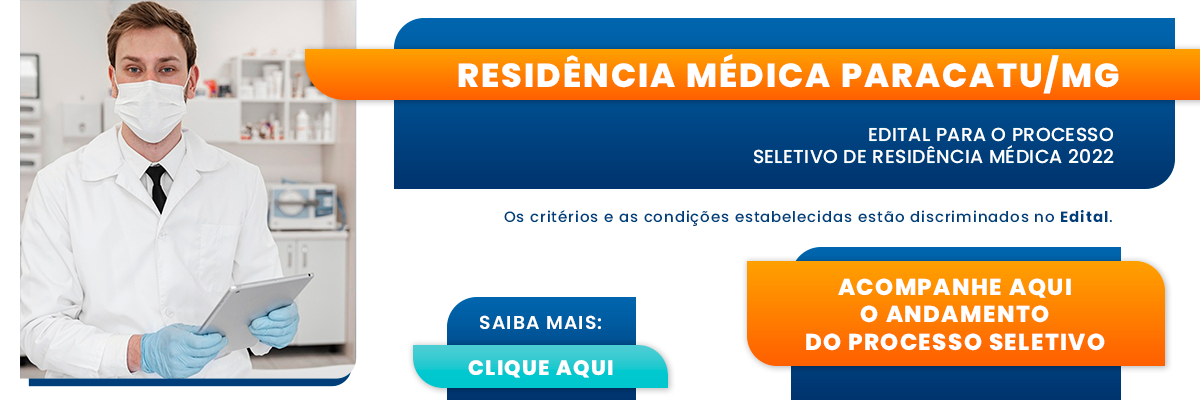 RESIDÊNCIA MÉDICA PARACATU/MG
EDITAL PARA O PROCESSO
SELETIVO DE RESIDÊNCIA MÉDICA 2022
Os critérios e as condições estabelecidas estão discriminados no Edital.
SAIBA MAIS:
CLIQUE AQUI
ACOMPANHE AQUI
O ANDAMENTO
DO PROCESSO SELETIVO